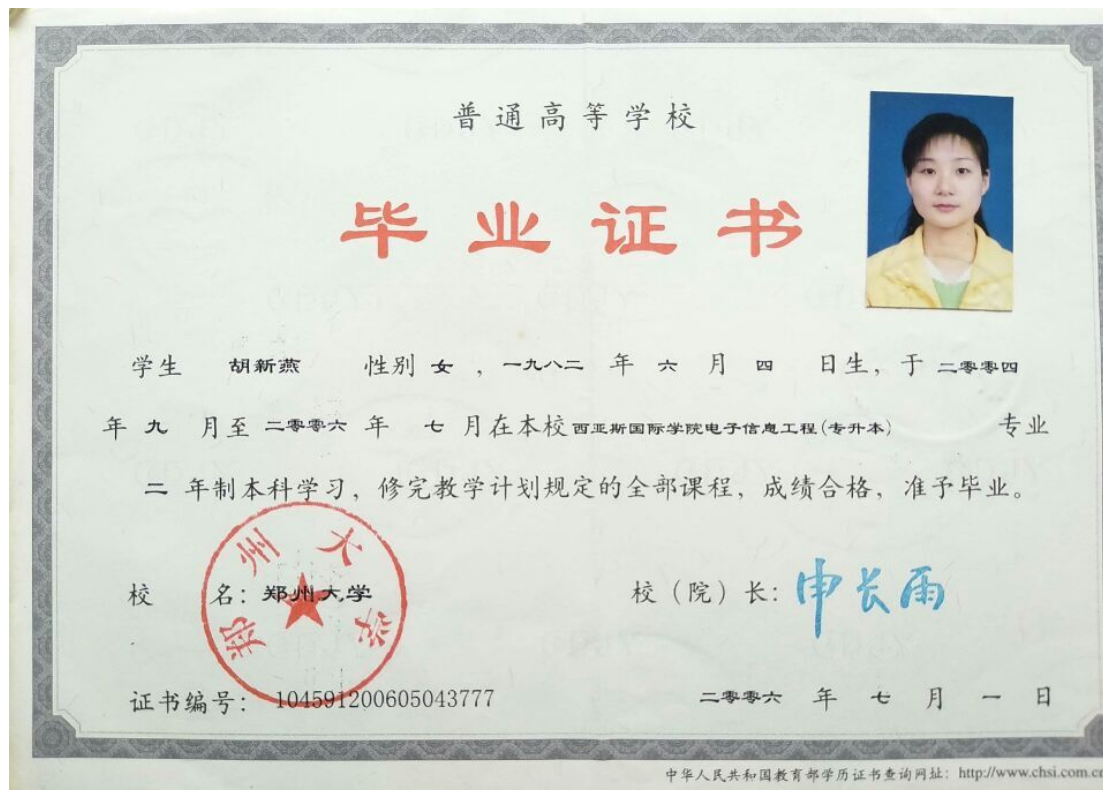 普通高等学校
毕业证书
学生 胡新燕 性别 女 ，一九八二 年 六 月 四 日生，于 二零零四
年 九 月至 二零零六 年 七 月在本校 西亚斯国际学院电子信息工程(专升本) 专业
二 年制本科学习，修完教学计划规定的全部课程，成绩合格，准予毕业。
郑州大学
校 名：郑州大学 校（院）长：申长雨
证书编号：104591200605043777 二零零六 年 七 月 一 日
中华人民共和国教育部学历证书查询网址：http://www.chsi.com.cn